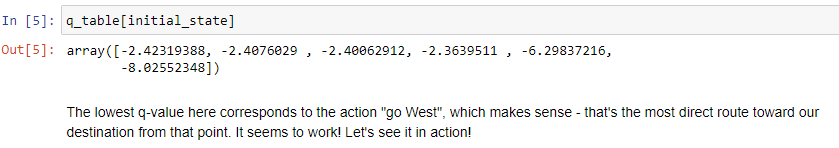 In [5]: q_table[initial_state]
Out[5]: array([-2.42319388, -2.4076029 , -2.40062912, -2.3639511 , -6.29837216,
-8.02552348])
The lowest q-value here corresponds to the action "go West", which makes sense - that's the most direct route toward our
destination from that point. It seems to work! Let's see it in action!